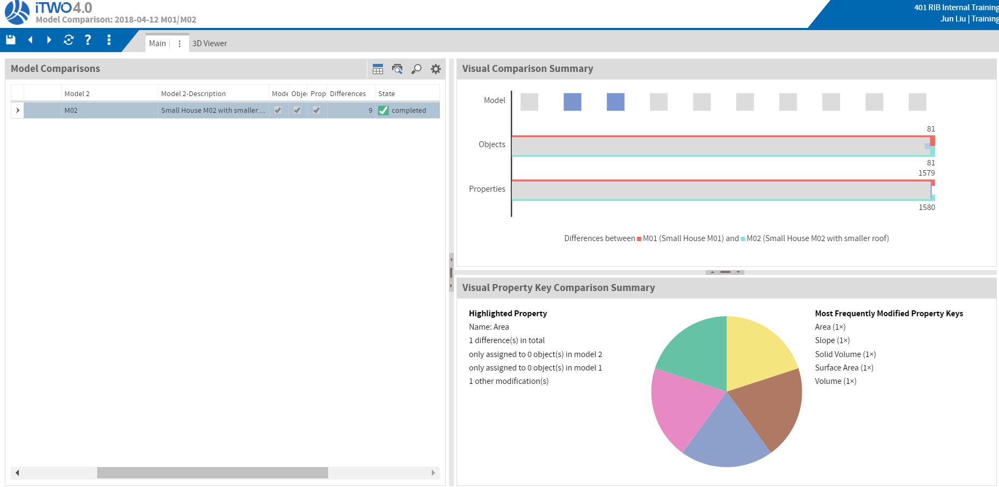 iTWO 4.0
Model Comparison: 2018-04-12 M01/M02
401 RIB Internal Training
Jun Liu | Training
?
Main
3D Viewer
Model Comparisons
Model 2
Model 2-Description
Mode
Objec
Prop
Differences
State
M02
Small House M02 with smaller...
9
completed
Visual Comparison Summary
Model
81
Objects
81
1579
Properties
1580
Differences between M01 (Small House M01) and M02 (Small House M02 with smaller roof)
Visual Property Key Comparison Summary
Highlighted Property
Name: Area
1 difference(s) in total
only assigned to 0 object(s) in model 2
only assigned to 0 object(s) in model 1
1 other modification(s)
Most Frequently Modified Property Keys
Area (1×)
Slope (1×)
Solid Volume (1×)
Surface Area (1×)
Volume (1×)